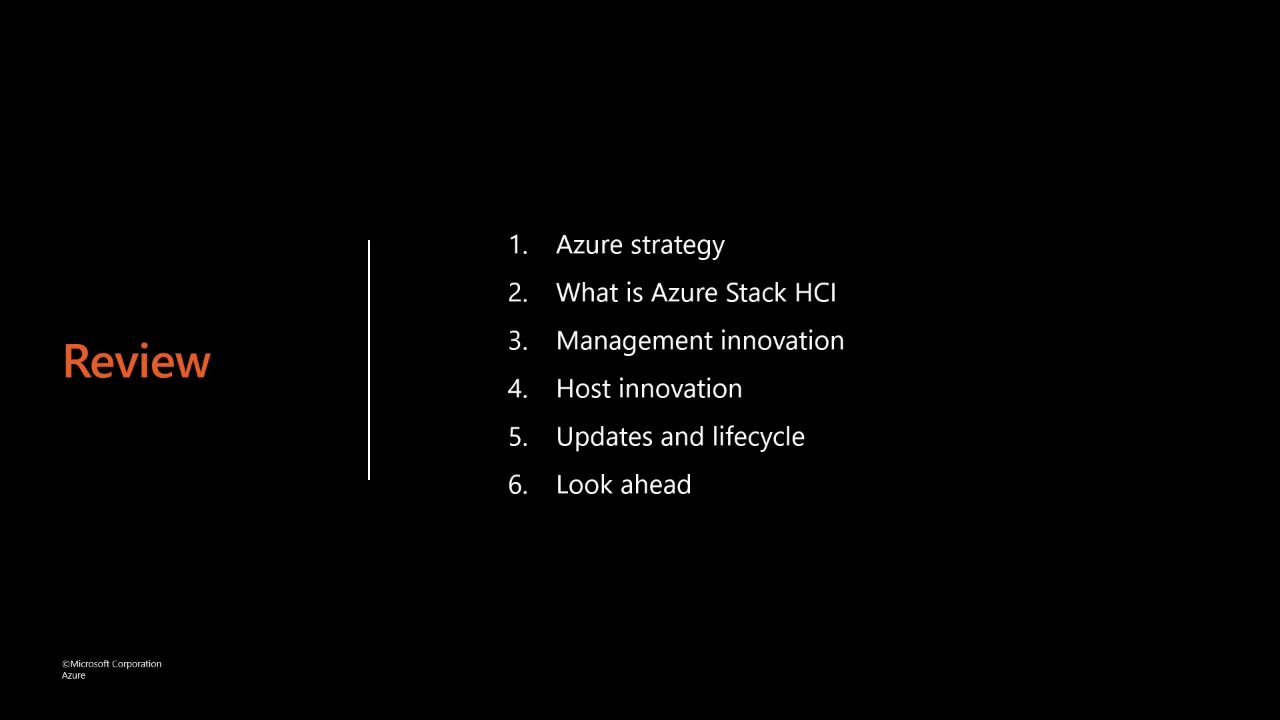 Review
1. Azure strategy
2. What is Azure Stack HCI
3. Management innovation
4. Host innovation
5. Updates and lifecycle
6. Look ahead
©Microsoft Corporation
Azure